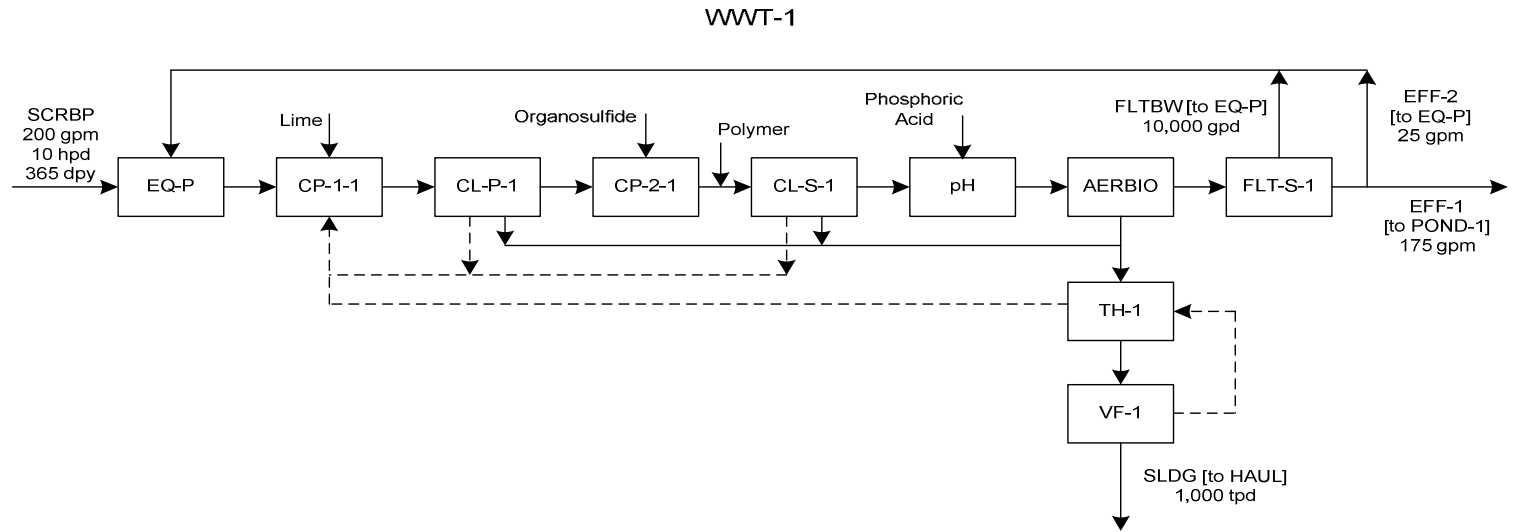 WWT-1
SCRBP
200 gpm
10 hpd
365 dpy
Lime
Organosulfide
Polymer
Phosphoric
Acid
FLTBW [to EQ-P]
10,000 gpd
EFF-2
[to EQ-P]
25 gpm
EQ-P
CP-1-1
CL-P-1
CP-2-1
CL-S-1
pH
AERBIO
FLT-S-1
EFF-1
[to POND-1]
175 gpm
TH-1
VF-1
SLDG [to HAUL]
1,000 tpd